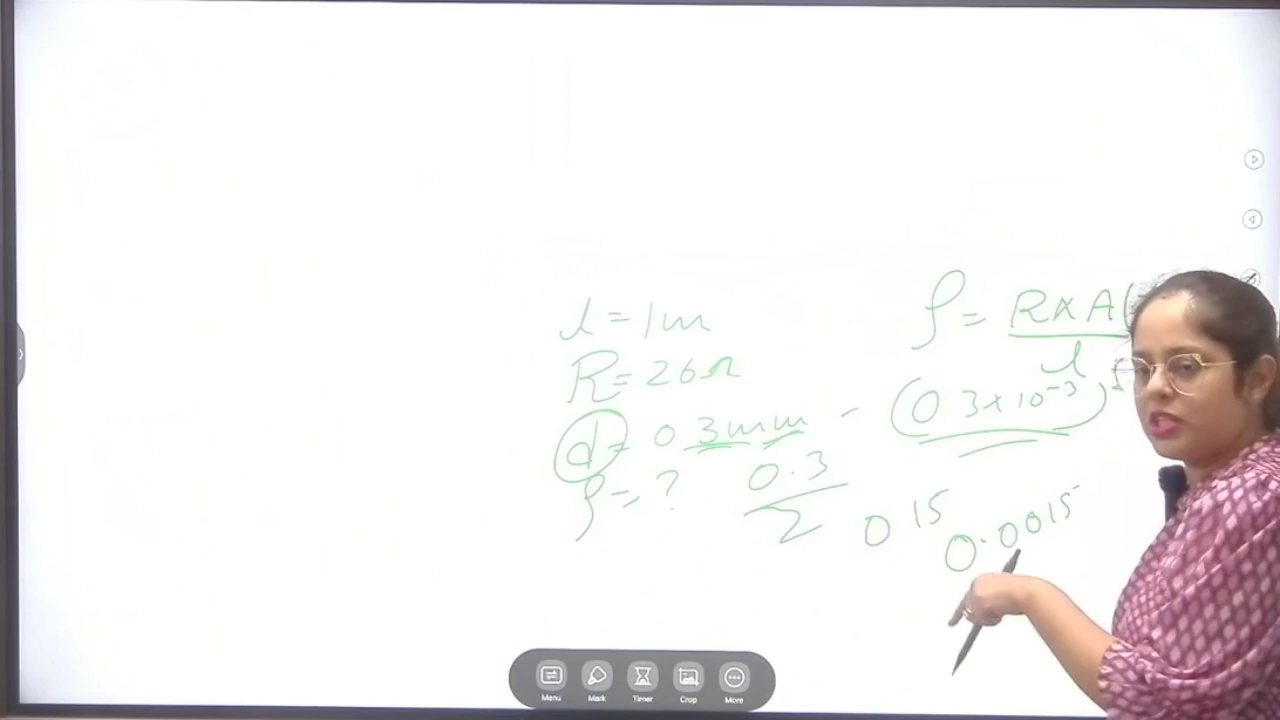 l = 1m
R = 26Ω
d = 0.3mm - (0.3×10⁻³)
ρ = ?
0.3
2
0.15
0.0015
ρ = R×A
l
Menu Mark Timer Crop More